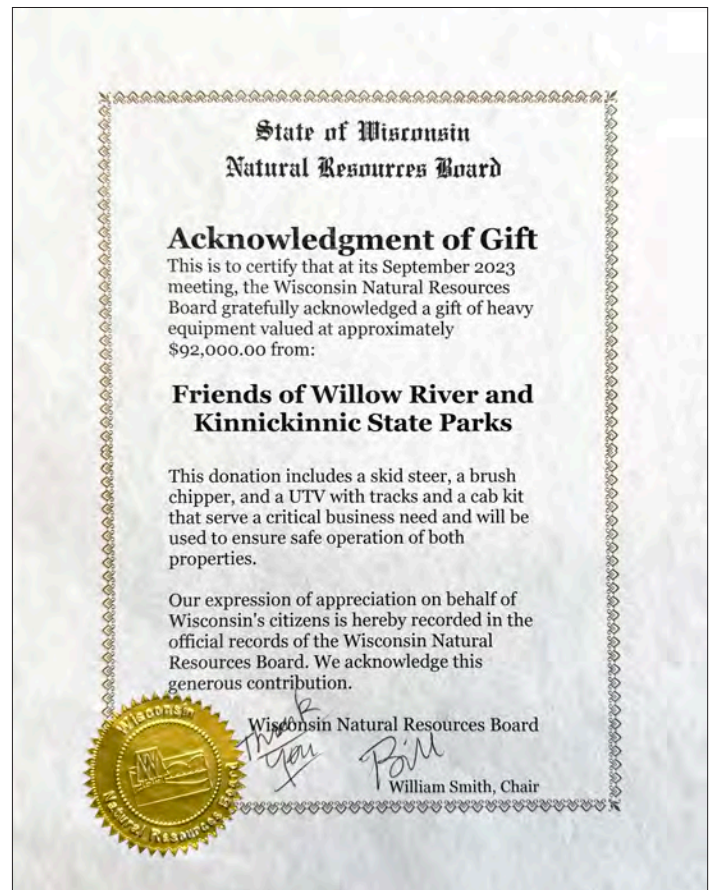 State of Wisconsin
Natural Resources Board
Acknowledgment of Gift
This is to certify that at its September 2023
meeting, the Wisconsin Natural Resources
Board gratefully acknowledged a gift of heavy
equipment valued at approximately
$92,000.00 from:
Friends of Willow River and
Kinnickinnic State Parks
This donation includes a skid steer, a brush
chipper, and a UTV with tracks and a cab kit
that serve a critical business need and will be
used to ensure safe operation of both
properties.
Our expression of appreciation on behalf of
Wisconsin's citizens is hereby recorded in the
official records of the Wisconsin Natural
Resources Board. We acknowledge this
generous contribution.
Wisconsin Natural Resources Board
Thank
You
Bill
William Smith, Chair
Wisconsin
W
Natural Resources Board